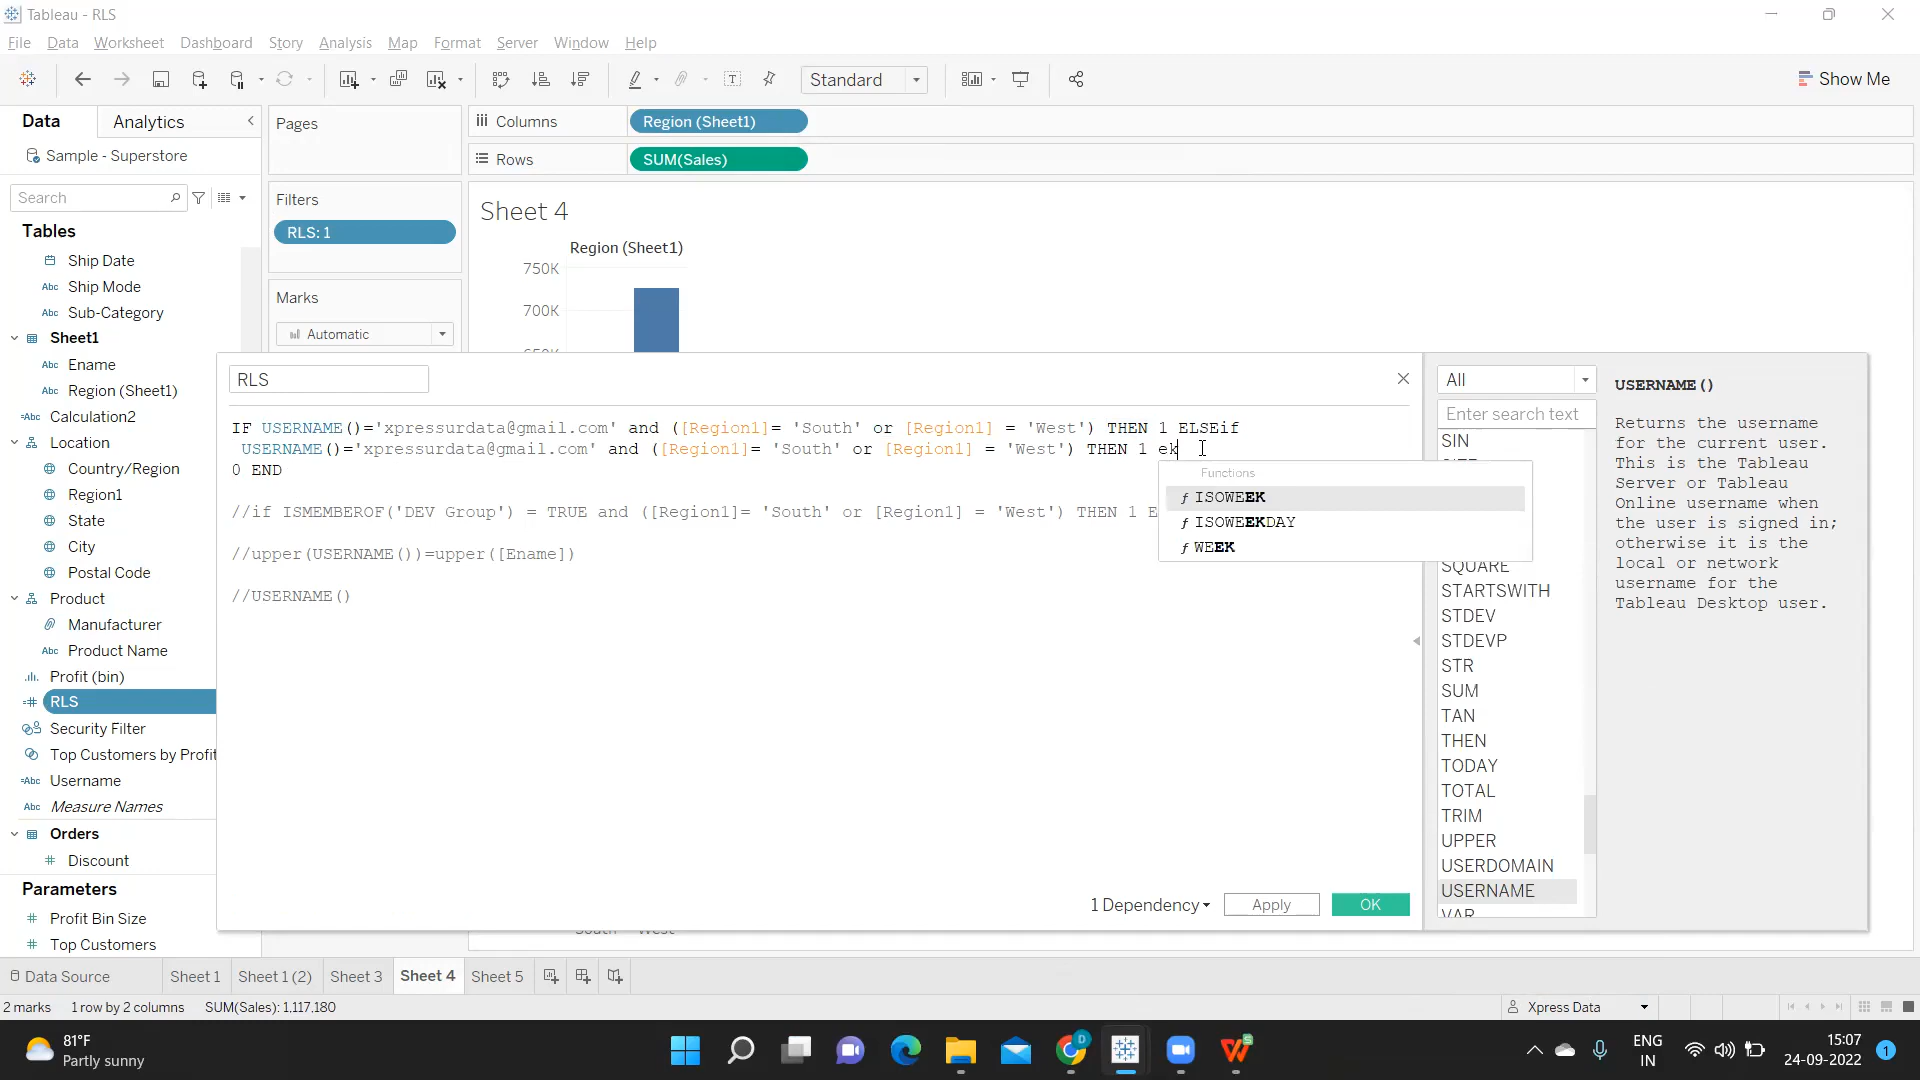 Tableau - RLS
File Data Worksheet Dashboard Story Analysis Map Format Server Window Help
Standard
Show Me
Data
Analytics
Pages
Columns
Region (Sheet1)
Sample - Superstore
Rows
SUM(Sales)
Search
Filters
RLS: 1
Sheet 4
Tables
Region (Sheet1)
Ship Date
750K
Ship Mode
Marks
700K
Sub-Category
Automatic
Sheet1
Ename
Region (Sheet1)
Calculation2
Location
Country/Region
Region1
State
City
Postal Code
Product
Manufacturer
Product Name
Profit (bin)
RLS
Security Filter
Top Customers by Profit
Username
Measure Names
Orders
Discount
Parameters
Profit Bin Size
Top Customers
RLS
IF USERNAME()='xpressurdata@gmail.com' and ([Region1]= 'South' or [Region1] = 'West') THEN 1 ELSEif
USERNAME()='xpressurdata@gmail.com' and ([Region1]= 'South' or [Region1] = 'West') THEN 1 ek
0 END
//if ISMEMBEROF('DEV Group') = TRUE and ([Region1]= 'South' or [Region1] = 'West') THEN 1 E
//upper(USERNAME())=upper([Ename])
//USERNAME()
Functions
ISOWEEK
ISOWEEKDAY
WEEK
1 Dependency
Apply
OK
All
Enter search text
SIN
SQUARE
STARTSWITH
STDEV
STDEVP
STR
SUM
TAN
THEN
TODAY
TOTAL
TRIM
UPPER
USERDOMAIN
USERNAME
VAR
USERNAME()
Returns the username
for the current user.
This is the Tableau
Server or Tableau
Online username when
the user is signed in;
otherwise it is the
local or network
username for the
Tableau Desktop user.
South West
Data Source
Sheet 1
Sheet 1 (2)
Sheet 3
Sheet 4
Sheet 5
2 marks 1 row by 2 columns SUM(Sales): 1,117,180
Xpress Data
81°F
Partly sunny
ENG
IN
15:07
24-09-2022
1